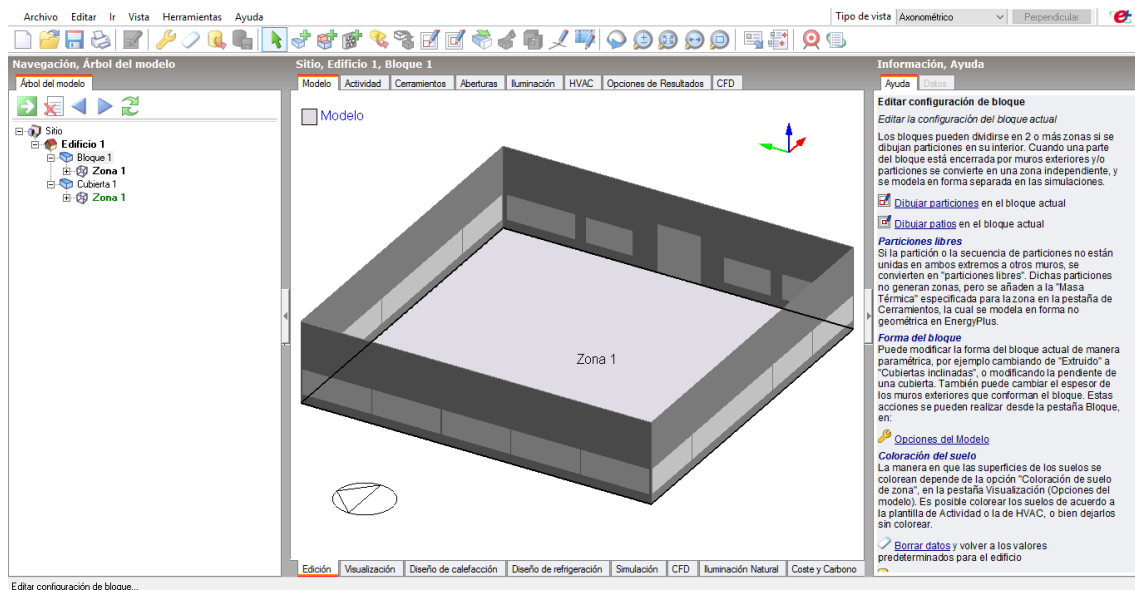 Archivo Editar Ir Vista Herramientas Ayuda
Tipo de vista Axonométrico Perpendicular
Navegación, Árbol del modelo
Árbol del modelo
Sitio
Edificio 1
Bloque 1
Zona 1
Cubierta 1
Zona 1
Sitio, Edificio 1, Bloque 1
Modelo Actividad Cerramientos Aberturas Iluminación HVAC Opciones de Resultados CFD
Modelo
Zona 1
Edición Visualización Diseño de calefacción Diseño de refrigeración Simulación CFD Iluminación Natural Coste y Carbono
Información, Ayuda
Ayuda Datos
Editar configuración de bloque
Editar la configuración del bloque actual
Los bloques pueden dividirse en 2 o más zonas si se
dibujan particiones en su interior. Cuando una parte
del bloque está encerrada por muros exteriores y/o
particiones se convierte en una zona independiente, y
se modela en forma separada en las simulaciones.
Dibujar particiones en el bloque actual
Dibujar patios en el bloque actual
Particiones libres
Si la partición o la secuencia de particiones no están
unidas en ambos extremos a otros muros, se
convierten en "particiones libres". Dichas particiones
no generan zonas, pero se añaden a la "Masa
Térmica" especificada para la zona en la pestaña de
Cerramientos, la cual se modela en forma no
geométrica en EnergyPlus.
Forma del bloque
Puede modificar la forma del bloque actual de manera
paramétrica, por ejemplo cambiando de "Extruido" a
"Cubiertas inclinadas", o modificando la pendiente de
una cubierta. También puede cambiar el espesor de
los muros exteriores que conforman el bloque. Estas
acciones se pueden realizar desde la pestaña Bloque,
en:
Opciones del Modelo
Coloración del suelo
La manera en que las superficies de los suelos se
colorean depende de la opción "Coloración de suelo
de zona", en la pestaña Visualización (Opciones del
modelo). Es posible colorear los suelos de acuerdo a
la plantilla de Actividad o la de HVAC, o bien dejarlos
sin colorear.
Borrar datos y volver a los valores
predeterminados para el edificio
Editar configuración de bloque...